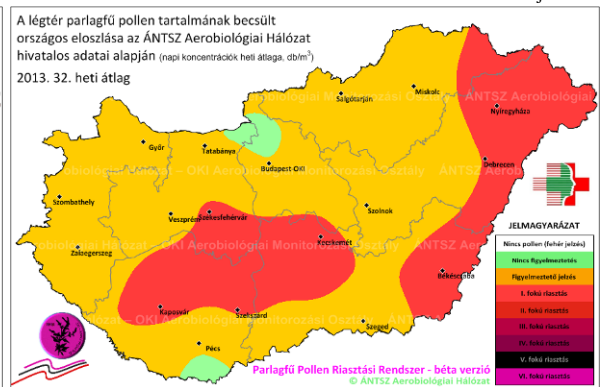 A légtér parlagfű pollen tartalmának becsült
országos eloszlása az ÁNTSZ Aerobiológiai Hálózat
hivatalos adatai alapján (napi koncentrációk heti átlaga, db/m³)
2013. 32. heti átlag
Salgótarján
Miskolc
Nyíregyháza
Győr
Tatabánya
Budapest-OKI
Debrecen
Szombathely
Veszprém
Székesfehérvár
Szolnok
Zalaegerszeg
Kecskemét
Békéscsaba
Kaposvár
Szekszárd
Szeged
Pécs
JELMAGYARÁZAT
Nincs pollen (fehér jelzés)
Nincs figyelmeztetés
Figyelmeztető jelzés
I. fokú riasztás
II. fokú riasztás
III. fokú riasztás
IV. fokú riasztás
V. fokú riasztás
VI. fokú riasztás
Parlagfű Pollen Riasztási Rendszer - béta verzió
© ÁNTSZ Aerobiológiai Hálózat